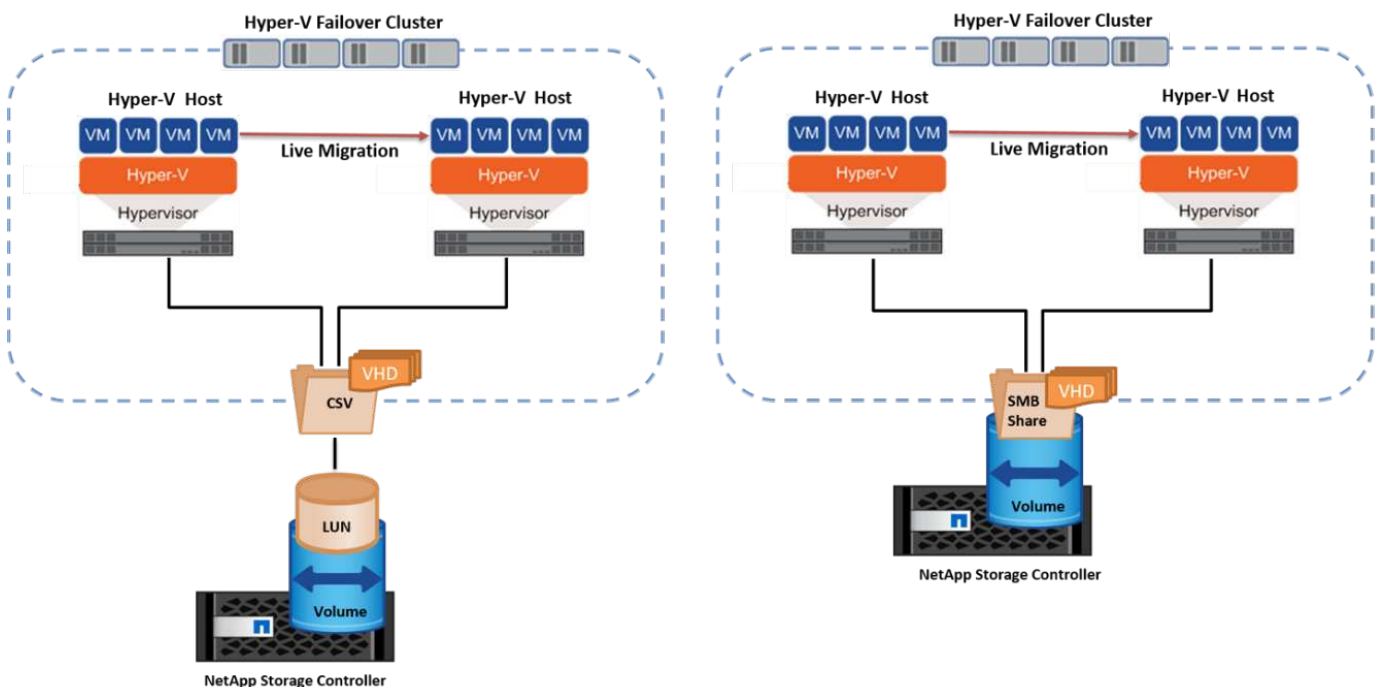 Hyper-V Failover Cluster
Hyper-V Host
Hyper-V Host
VM VM VM VM
VM VM VM VM
Live Migration
Hyper-V
Hyper-V
Hypervisor
Hypervisor
VHD
CSV
LUN
Volume
NetApp Storage Controller
Hyper-V Failover Cluster
Hyper-V Host
Hyper-V Host
VM VM VM VM
VM VM VM VM
Live Migration
Hyper-V
Hyper-V
Hypervisor
Hypervisor
VHD
SMB
Share
Volume
NetApp Storage Controller